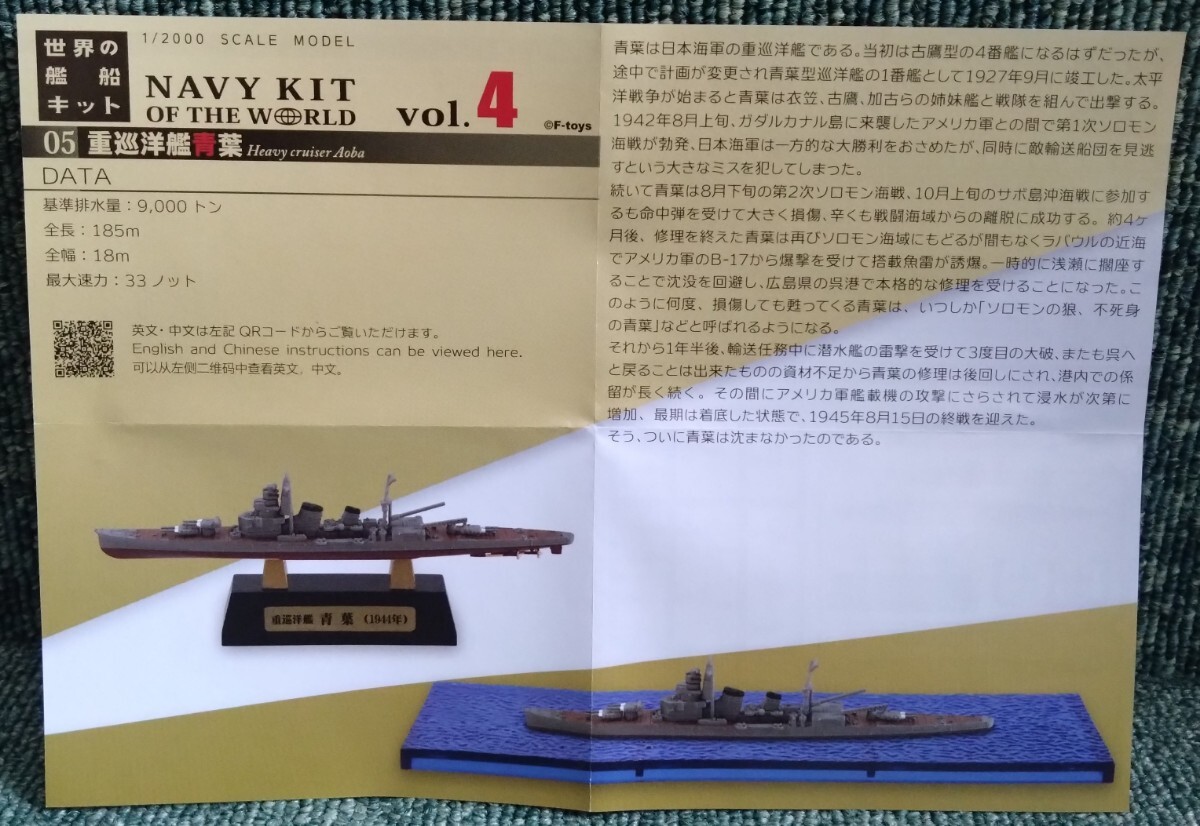 世界の
艦船
キット
1/2000 SCALE MODEL
NAVY KIT
OF THE WORLD
vol.4
©F-toys
05 重巡洋艦青葉 Heavy cruiser Aoba
DATA
基準排水量：9,000 トン
全長：185m
全幅：18m
最大速力：33 ノット
英文・中文は左記 QRコードからご覧いただけます。
English and Chinese instructions can be viewed here.
可以从左侧二维码中查看英文，中文。
青葉は日本海軍の重巡洋艦である。当初は古鷹型の4番艦になるはずだったが、
途中で計画が変更され青葉型巡洋艦の1番艦として1927年9月に竣工した。太平
洋戦争が始まると青葉は衣笠、古鷹、加古らの姉妹艦と戦隊を組んで出撃する。
1942年8月上旬、ガダルカナル島に来襲したアメリカ軍との間で第1次ソロモン
海戦が勃発、日本海軍は一方的な大勝利をおさめたが、同時に敵輸送船団を見逃
すという大きなミスを犯してしまった。
続いて青葉は8月下旬の第2次ソロモン海戦、10月上旬のサボ島沖海戦に参加す
るも命中弾を受けて大きく損傷、辛くも戦闘海域からの離脱に成功する。約4ヶ
月後、修理を終えた青葉は再びソロモン海域にもどるが間もなくラバウルの近海
でアメリカ軍のB-17から爆撃を受けて搭載魚雷が誘爆。一時的に浅瀬に擱座す
ることで沈没を回避し、広島県の呉港で本格的な修理を受けることになった。こ
のように何度、損傷しても甦ってくる青葉は、いつしか「ソロモンの狼、不死身
の青葉」などと呼ばれるようになる。
それから1年半後、輸送任務中に潜水艦の雷撃を受けて3度目の大破、またも呉へ
と戻ることは出来たものの資材不足から青葉の修理は後回しにされ、港内での係
留が長く続く。その間にアメリカ軍艦載機の攻撃にさらされて浸水が次第に
増加、最期は着底した状態で、1945年8月15日の終戦を迎えた。
そう、ついに青葉は沈まなかったのである。
重巡洋艦 青葉（1944年）